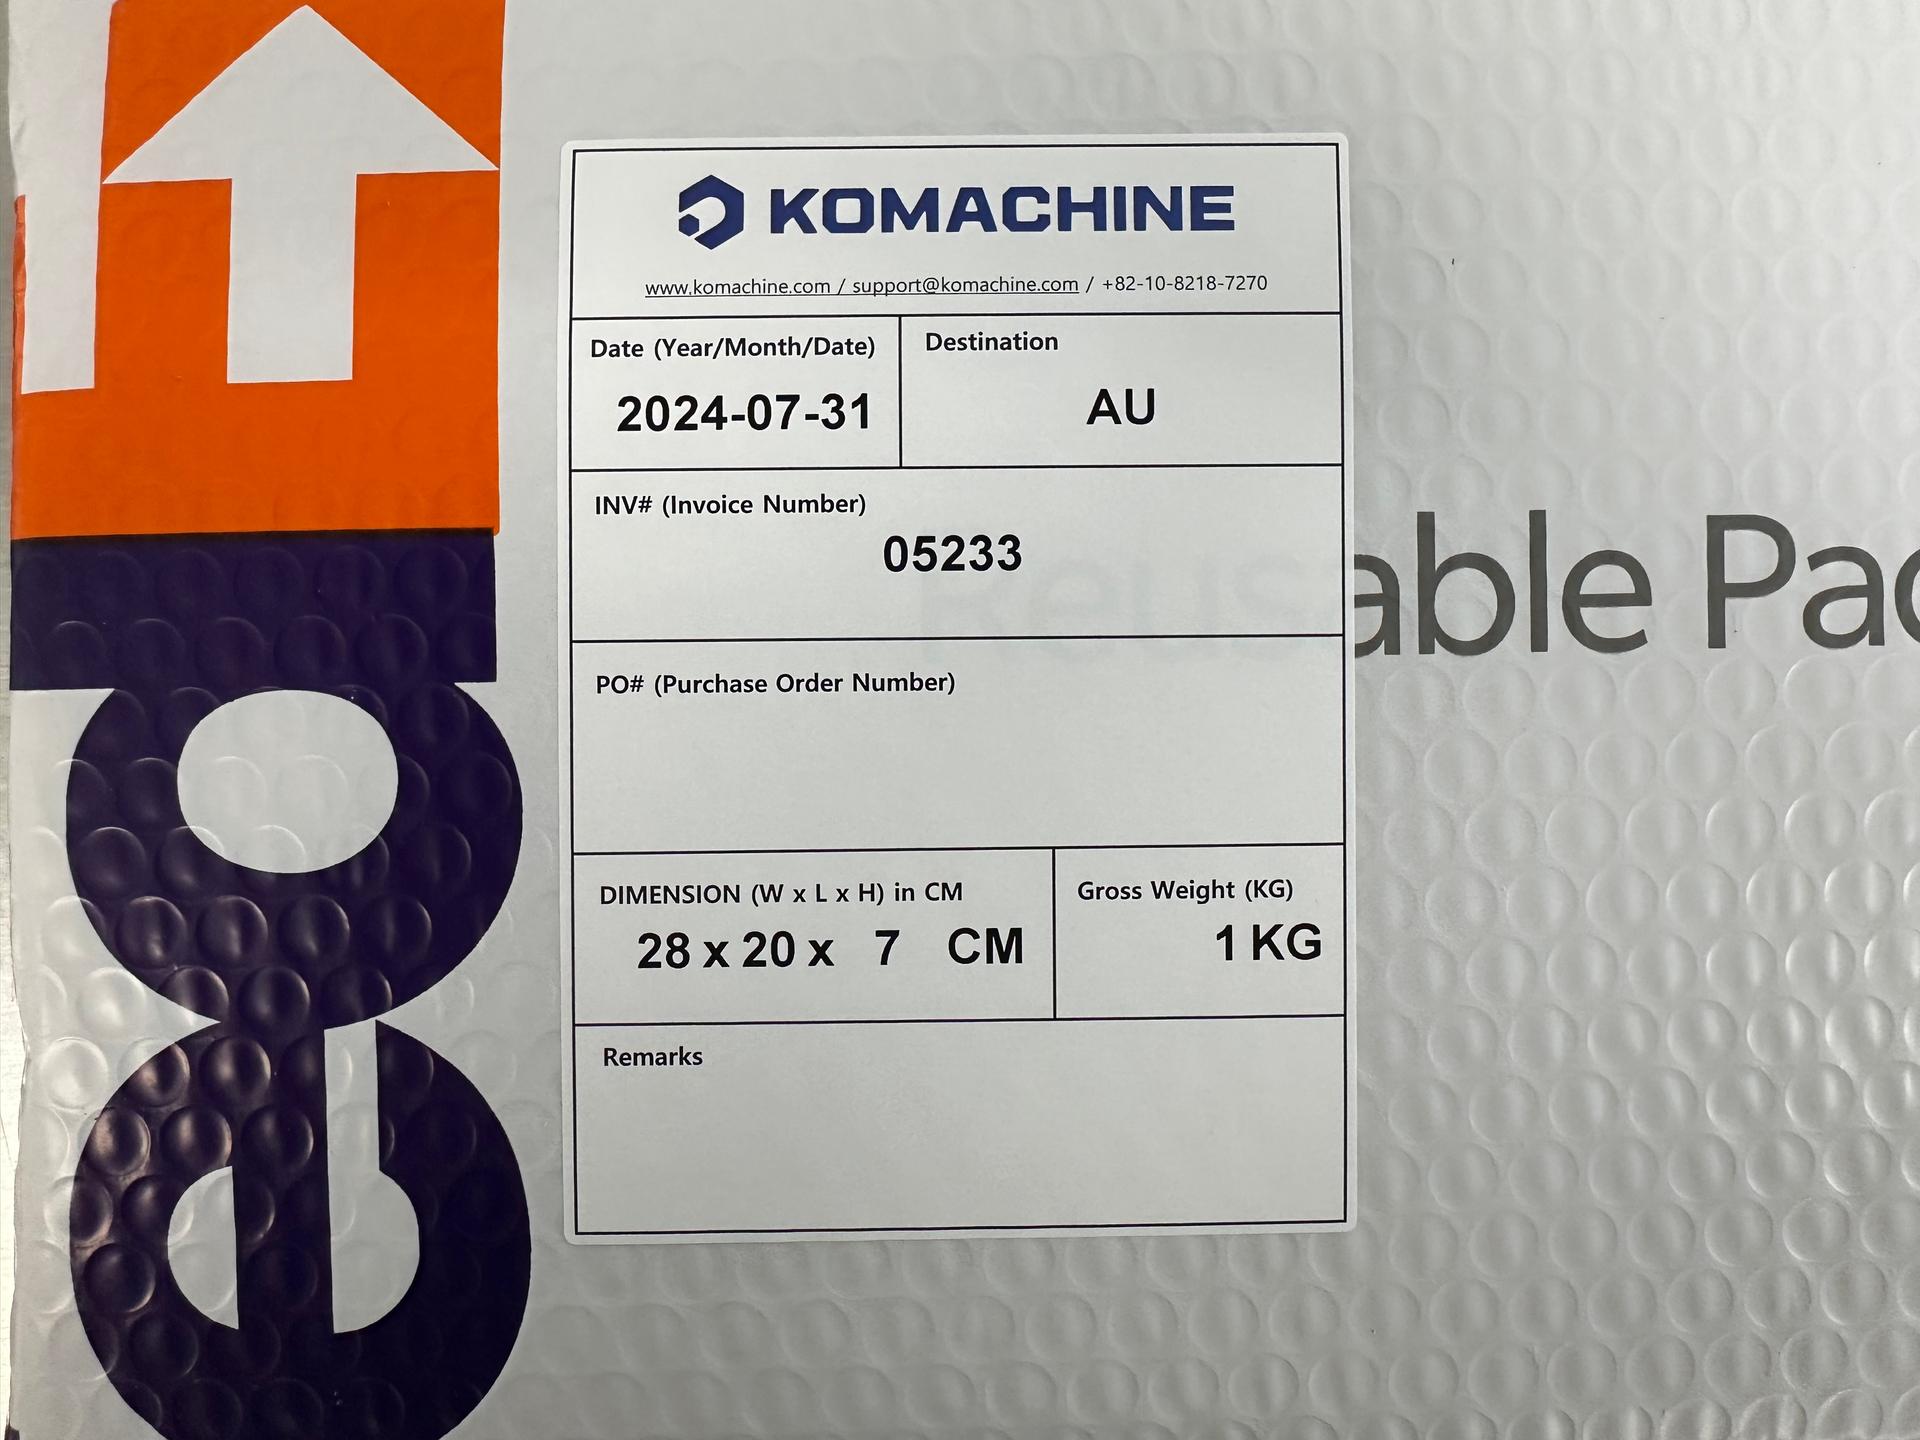 KOMACHINE
www.komachine.com / support@komachine.com / +82-10-8218-7270
Date (Year/Month/Date)
2024-07-31
Destination
AU
INV# (Invoice Number)
05233
PO# (Purchase Order Number)
DIMENSION (W x L x H) in CM
28 x 20 x 7 CM
Gross Weight (KG)
1 KG
Remarks
able Pac